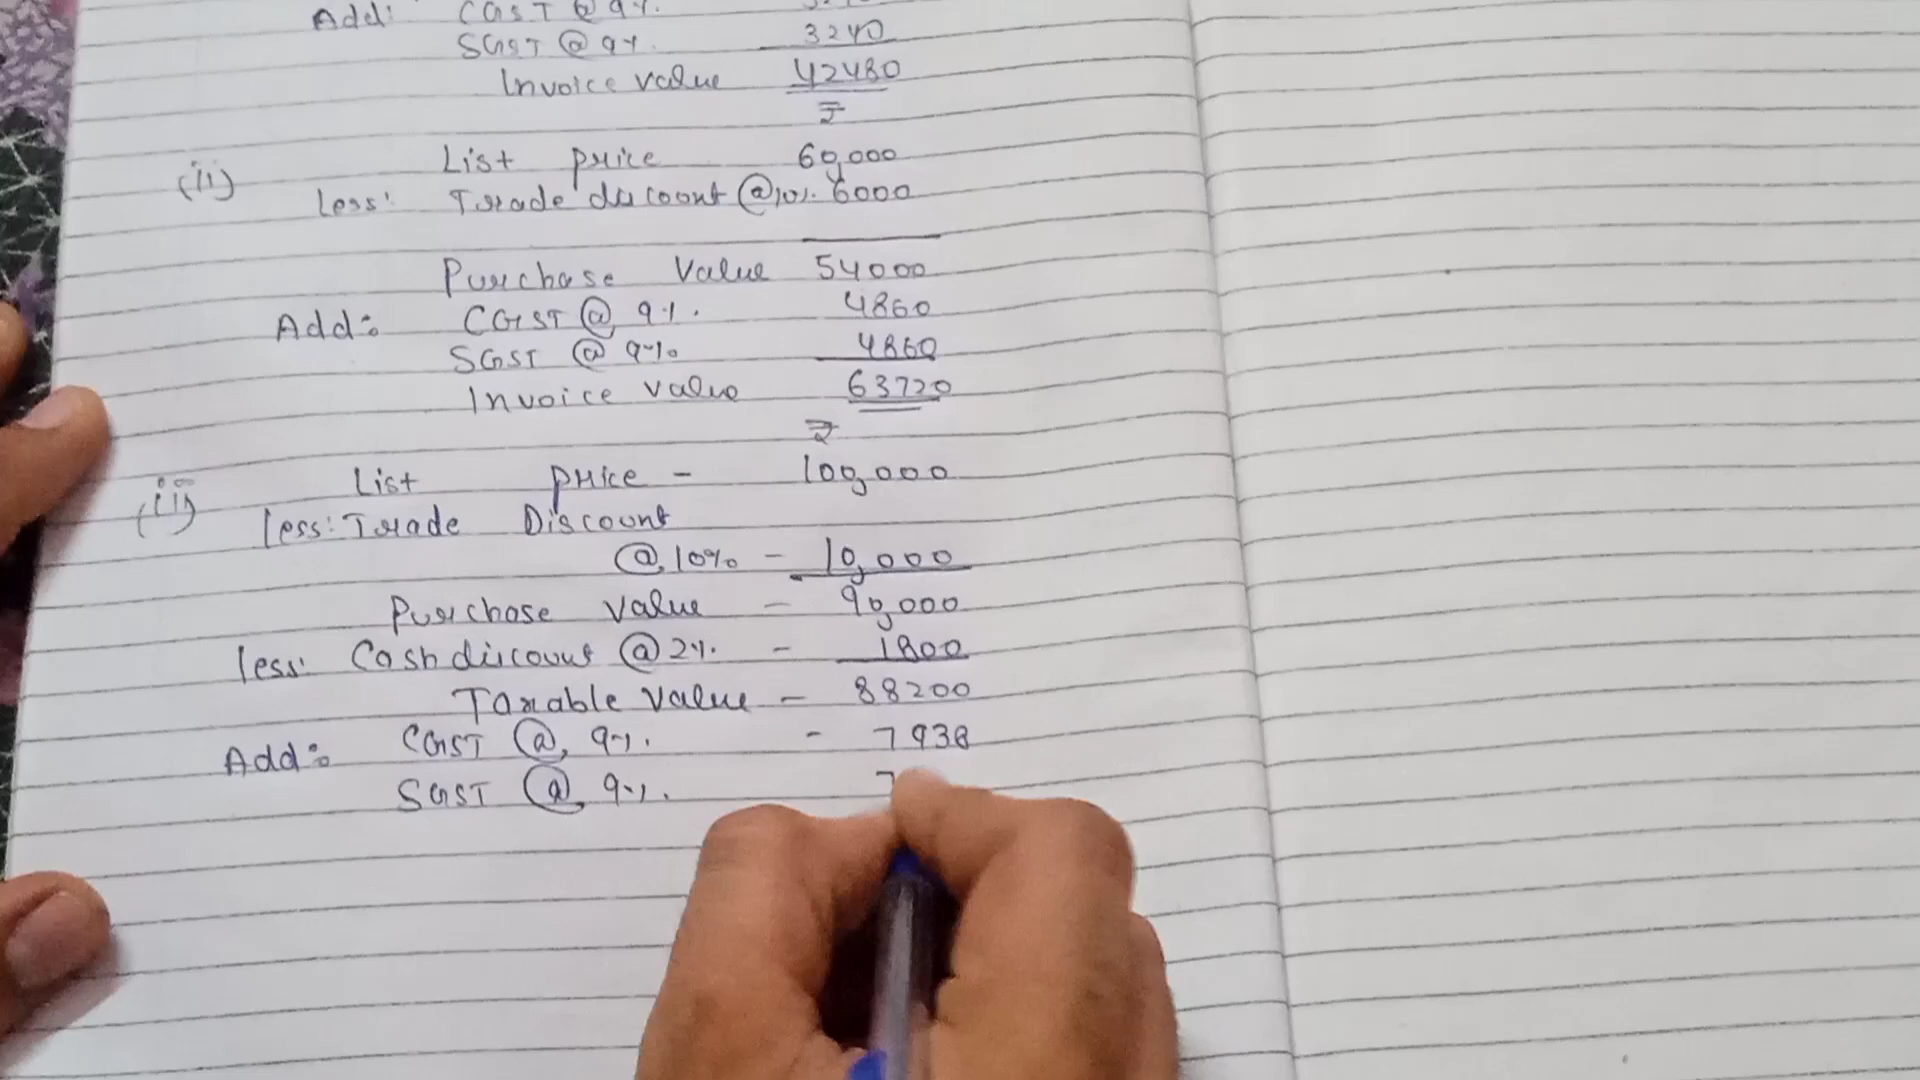 Add: CGST @ 9%.
SGST @ 9%. 3240
Invoice value 42480
₹
(ii) List price 60,000
less: Trade discount @10%. 6000
Purchase Value 54000
Add: CGST @ 9%. 4860
SGST @ 9% 4860
Invoice value 63720
₹
(iii) List price - 100,000
less: Trade Discount
@ 10% - 10,000
Purchase value - 90,000
less: Cash discount @ 2%. - 1800
Taxable value - 88200
Add: CGST @ 9%. - 7938
SGST @ 9%. 7